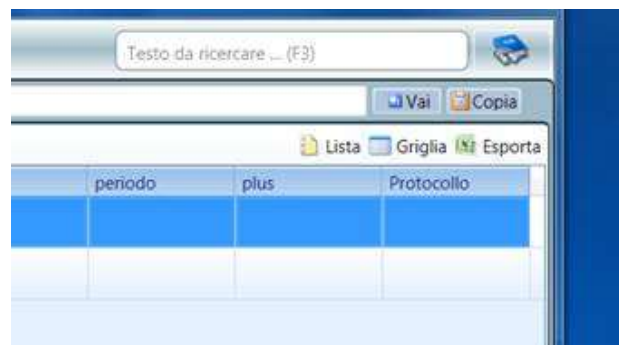 Testo da ricercare ... (F3)
Vai Copia
Lista Griglia Esporta
periodo plus Protocollo